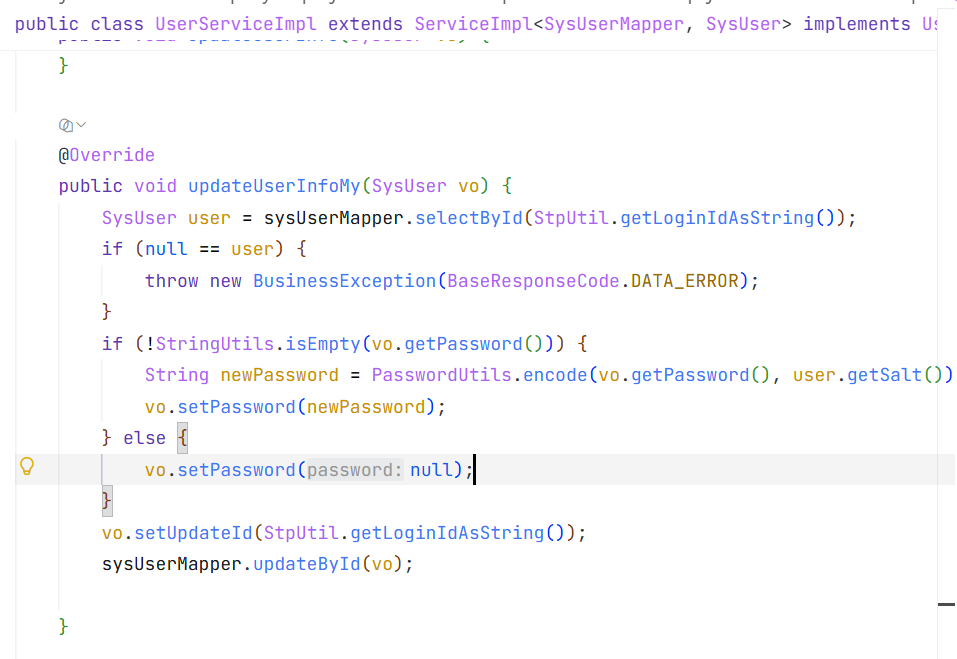 public class UserServiceImpl extends ServiceImpl<SysUserMapper, SysUser> implements Us
}
@Override
public void updateUserInfoMy(SysUser vo) {
SysUser user = sysUserMapper.selectById(StpUtil.getLoginIdAsString());
if (null == user) {
throw new BusinessException(BaseResponseCode.DATA_ERROR);
}
if (!StringUtils.isEmpty(vo.getPassword())) {
String newPassword = PasswordUtils.encode(vo.getPassword(), user.getSalt())
vo.setPassword(newPassword);
} else {
vo.setPassword(password: null);
}
vo.setUpdateId(StpUtil.getLoginIdAsString());
sysUserMapper.updateById(vo);
}